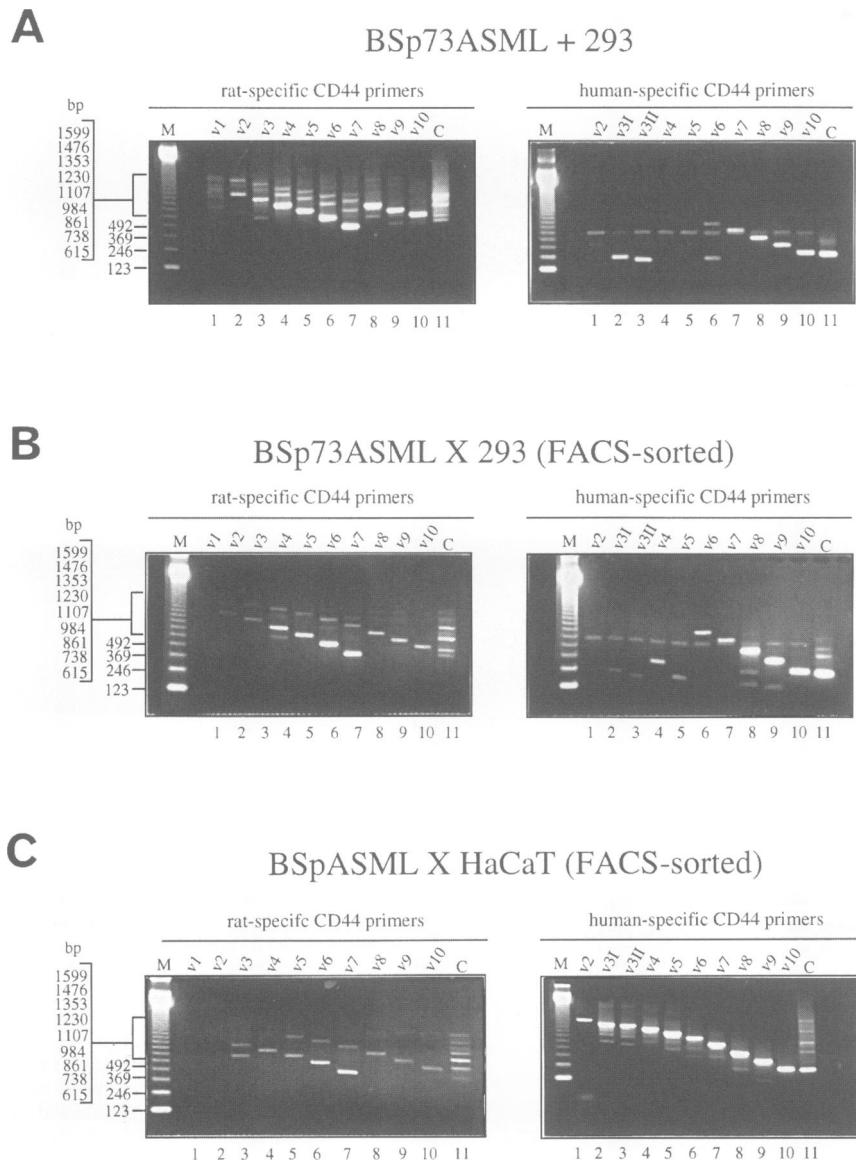 A
BSp73ASML + 293
rat-specific CD44 primers
human-specific CD44 primers
bp
M v1 v2 v3 v4 v5 v6 v7 v8 v9 v10 C
M v2 v3I v3II v4 v5 v6 v7 v8 v9 v10 C
1599
1476
1353
1230
1107
984
861
738
615
492
369
246
123
1 2 3 4 5 6 7 8 9 10 11
1 2 3 4 5 6 7 8 9 10 11
B
BSp73ASML X 293 (FACS-sorted)
rat-specific CD44 primers
human-specific CD44 primers
bp
M v1 v2 v3 v4 v5 v6 v7 v8 v9 v10 C
M v2 v3I v3II v4 v5 v6 v7 v8 v9 v10 C
1599
1476
1353
1230
1107
984
861
738
615
492
369
246
123
1 2 3 4 5 6 7 8 9 10 11
1 2 3 4 5 6 7 8 9 10 11
C
BSpASML X HaCaT (FACS-sorted)
rat-specifc CD44 primers
human-specific CD44 primers
bp
M v1 v2 v3 v4 v5 v6 v7 v8 v9 v10 C
M v2 v3I v3II v4 v5 v6 v7 v8 v9 v10 C
1599
1476
1353
1230
1107
984
861
738
615
492
369
246
123
1 2 3 4 5 6 7 8 9 10 11
1 2 3 4 5 6 7 8 9 10 11